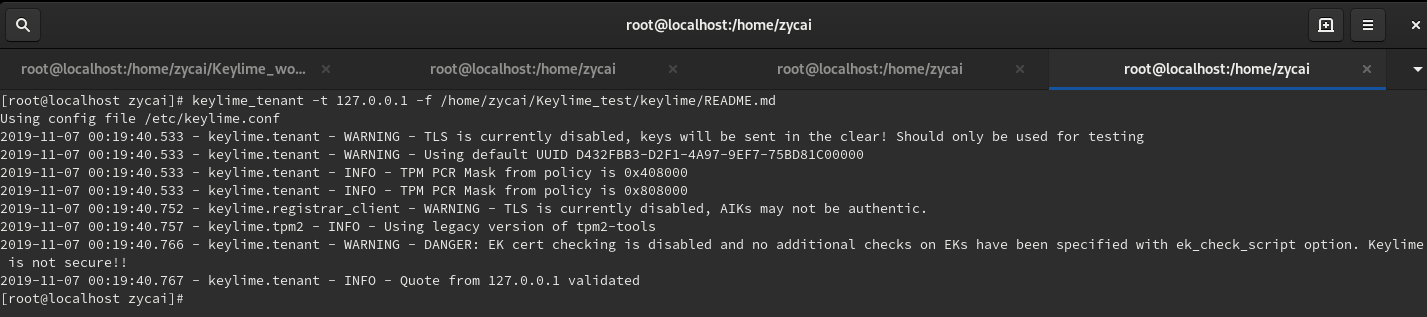 root@localhost:/home/zycai
root@localhost:/home/zycai/Keylime_wo... root@localhost:/home/zycai root@localhost:/home/zycai root@localhost:/home/zycai
[root@localhost zycai]# keylime_tenant -t 127.0.0.1 -f /home/zycai/Keylime_test/keylime/README.md
Using config file /etc/keylime.conf
2019-11-07 00:19:40.533 - keylime.tenant - WARNING - TLS is currently disabled, keys will be sent in the clear! Should only be used for testing
2019-11-07 00:19:40.533 - keylime.tenant - WARNING - Using default UUID D432FBB3-D2F1-4A97-9EF7-75BD81C00000
2019-11-07 00:19:40.533 - keylime.tenant - INFO - TPM PCR Mask from policy is 0x408000
2019-11-07 00:19:40.533 - keylime.tenant - INFO - TPM PCR Mask from policy is 0x808000
2019-11-07 00:19:40.752 - keylime.registrar_client - WARNING - TLS is currently disabled, AIKs may not be authentic.
2019-11-07 00:19:40.757 - keylime.tpm2 - INFO - Using legacy version of tpm2-tools
2019-11-07 00:19:40.766 - keylime.tenant - WARNING - DANGER: EK cert checking is disabled and no additional checks on EKs have been specified with ek_check_script option. Keylime
is not secure!!
2019-11-07 00:19:40.767 - keylime.tenant - INFO - Quote from 127.0.0.1 validated
[root@localhost zycai]#